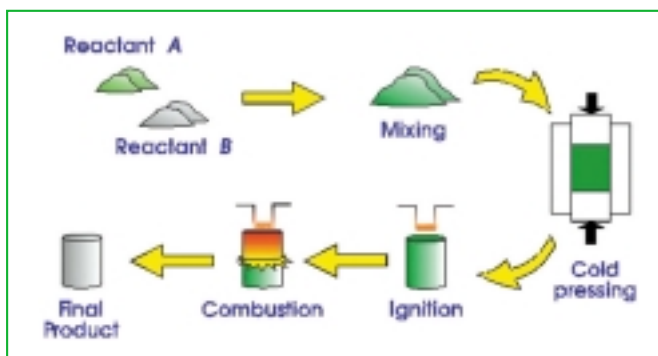 Reactant A
Reactant B
Mixing
Cold
pressing
Ignition
Combustion
Final
Product